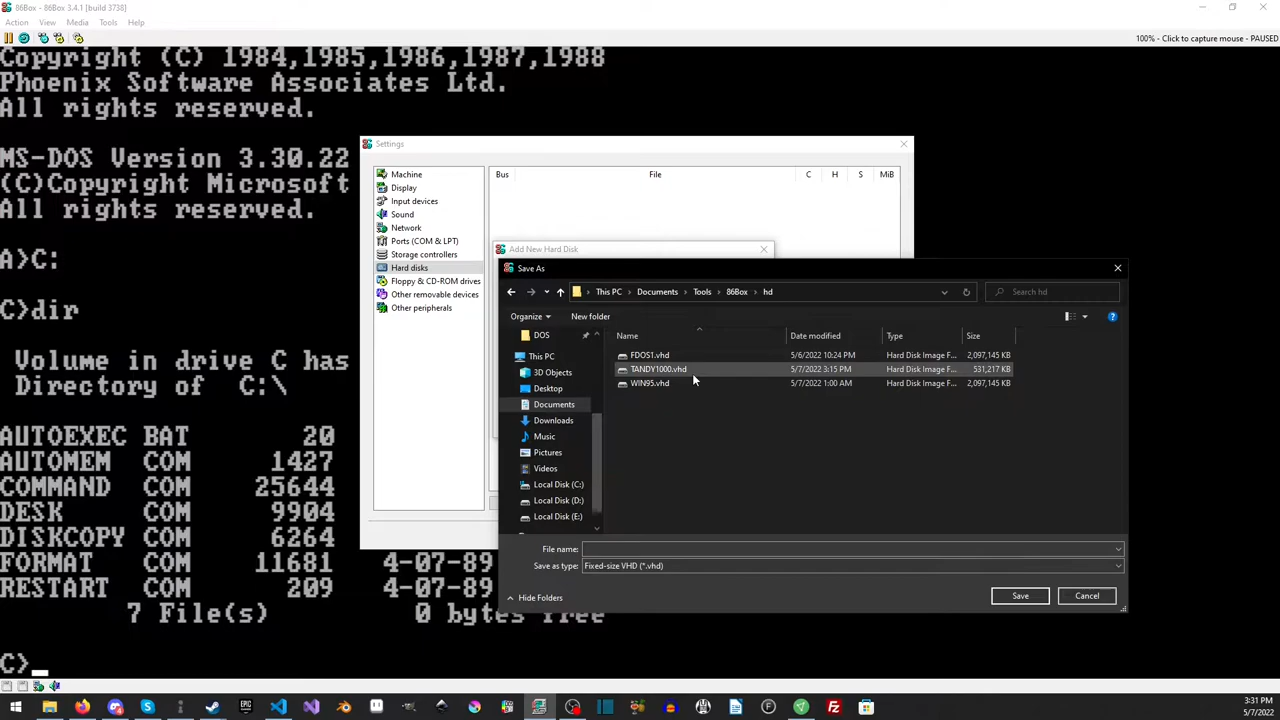 86Box - 86Box 3.4.1 [build 3738]
Action View Media Tools Help
100% - Click to capture mouse - PAUSED
Copyright (C) 1984,1985,1986,1987,1988
Phoenix Software Associates Ltd.
All rights reserved.
MS-DOS Version 3.30.22
(C)Copyright Microsoft
All rights reserved.
A>C:
C>dir
Volume in drive C has
Directory of C:\
AUTOEXEC BAT 20
AUTOMEM COM 1427
COMMAND COM 25644
DESK COM 9904
DISKCOPY COM 6264
FORMAT COM 11681 4-07-89
RESTART COM 209 4-07-89
7 File(s) 0 bytes free
C>
Settings
Machine
Display
Input devices
Sound
Network
Ports (COM & LPT)
Storage controllers
Hard disks
Floppy & CD-ROM drives
Other removable devices
Other peripherals
Bus File C H S MiB
Add New Hard Disk
Save As
This PC Documents Tools 86Box hd
Search hd
Organize New folder
DOS
This PC
3D Objects
Desktop
Documents
Downloads
Music
Pictures
Videos
Local Disk (C:)
Local Disk (D:)
Local Disk (E:)
Name Date modified Type Size
FDOS1.vhd 5/6/2022 10:24 PM Hard Disk Image F... 2,097,145 KB
TANDY1000.vhd 5/7/2022 3:15 PM Hard Disk Image F... 531,217 KB
WIN95.vhd 5/7/2022 1:00 AM Hard Disk Image F... 2,097,145 KB
File name:
Save as type: Fixed-size VHD (*.vhd)
Hide Folders
Save Cancel
3:31 PM
5/7/2022